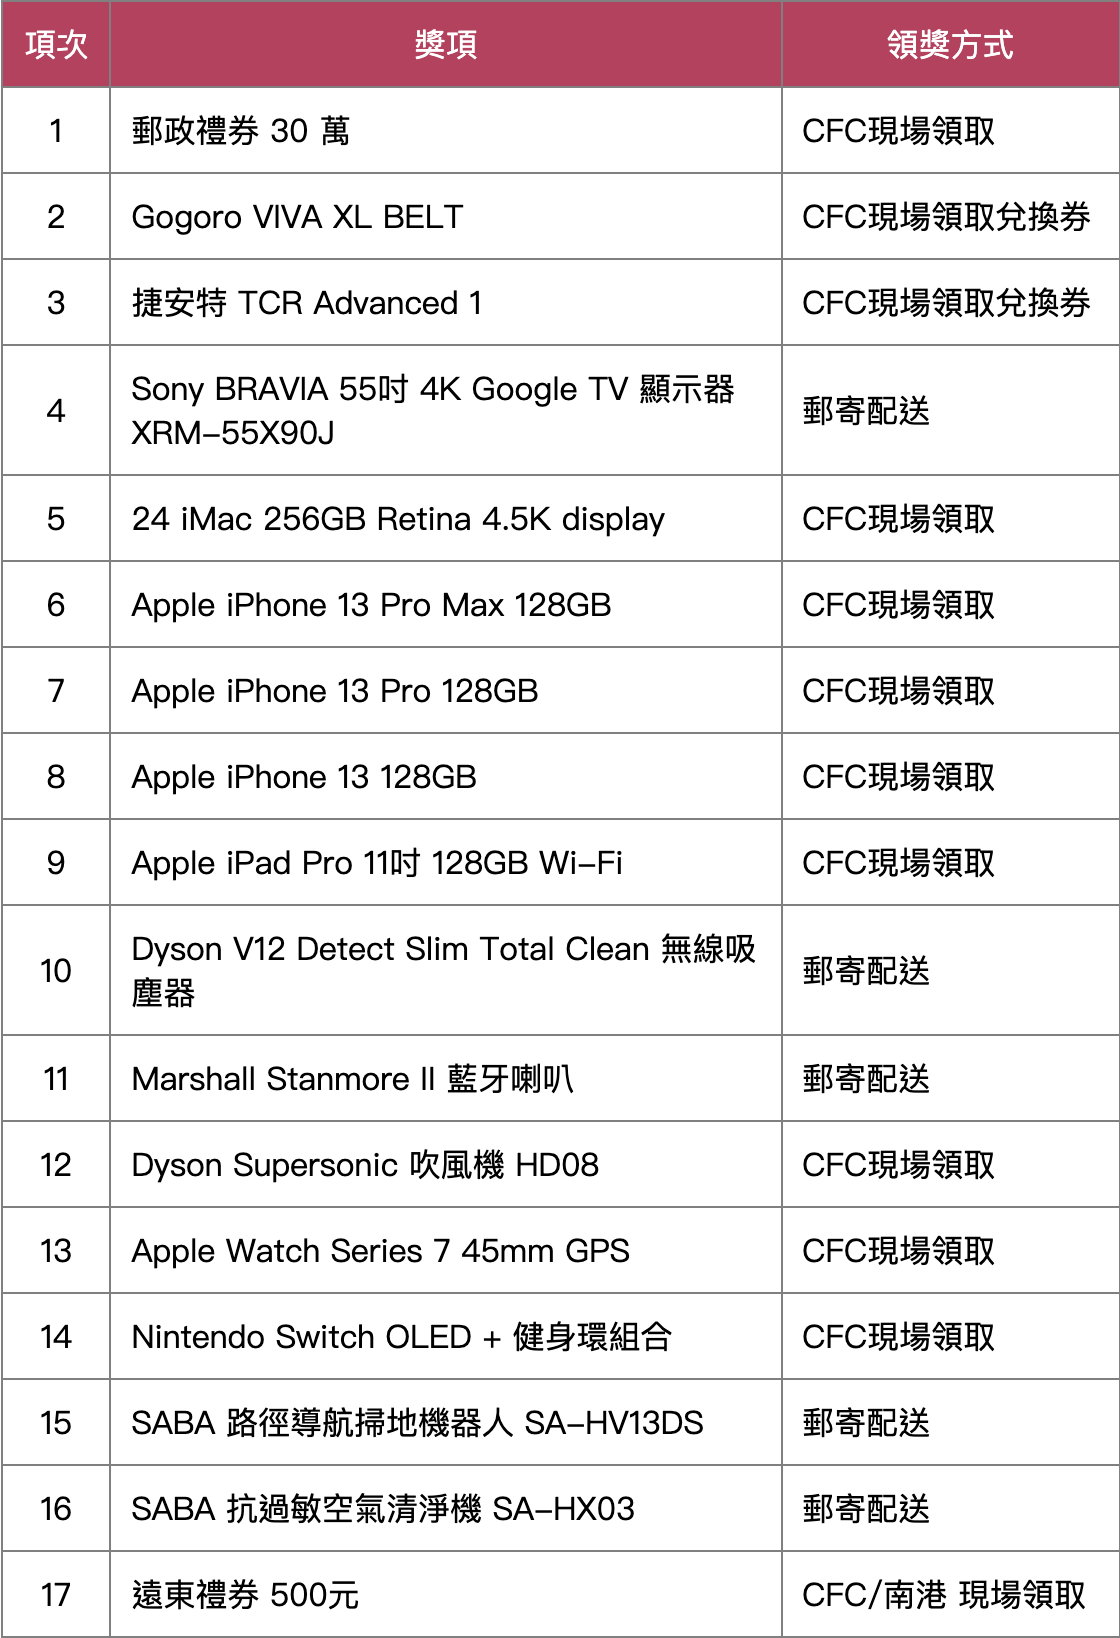 項次 獎項 領獎方式
1 郵政禮券 30 萬 CFC現場領取
2 Gogoro VIVA XL BELT CFC現場領取兌換券
3 捷安特 TCR Advanced 1 CFC現場領取兌換券
4 Sony BRAVIA 55吋 4K Google TV 顯示器 郵寄配送
XRM-55X90J
5 24 iMac 256GB Retina 4.5K display CFC現場領取
6 Apple iPhone 13 Pro Max 128GB CFC現場領取
7 Apple iPhone 13 Pro 128GB CFC現場領取
8 Apple iPhone 13 128GB CFC現場領取
9 Apple iPad Pro 11吋 128GB Wi-Fi CFC現場領取
10 Dyson V12 Detect Slim Total Clean 無線吸 郵寄配送
塵器
11 Marshall Stanmore II 藍牙喇叭 郵寄配送
12 Dyson Supersonic 吹風機 HD08 CFC現場領取
13 Apple Watch Series 7 45mm GPS CFC現場領取
14 Nintendo Switch OLED + 健身環組合 CFC現場領取
15 SABA 路徑導航掃地機器人 SA-HV13DS 郵寄配送
16 SABA 抗過敏空氣清淨機 SA-HX03 郵寄配送
17 遠東禮券 500元 CFC/南港 現場領取